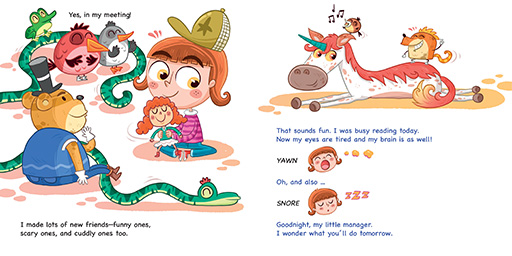 Yes, in my meeting!
I made lots of new friends—funny ones,
scary ones, and cuddly ones too.
That sounds fun. I was busy reading today.
Now my eyes are tired and my brain is as well!
YAWN
Oh, and also ...
SNORE
ZZZ
Goodnight, my little manager.
I wonder what you'll do tomorrow.